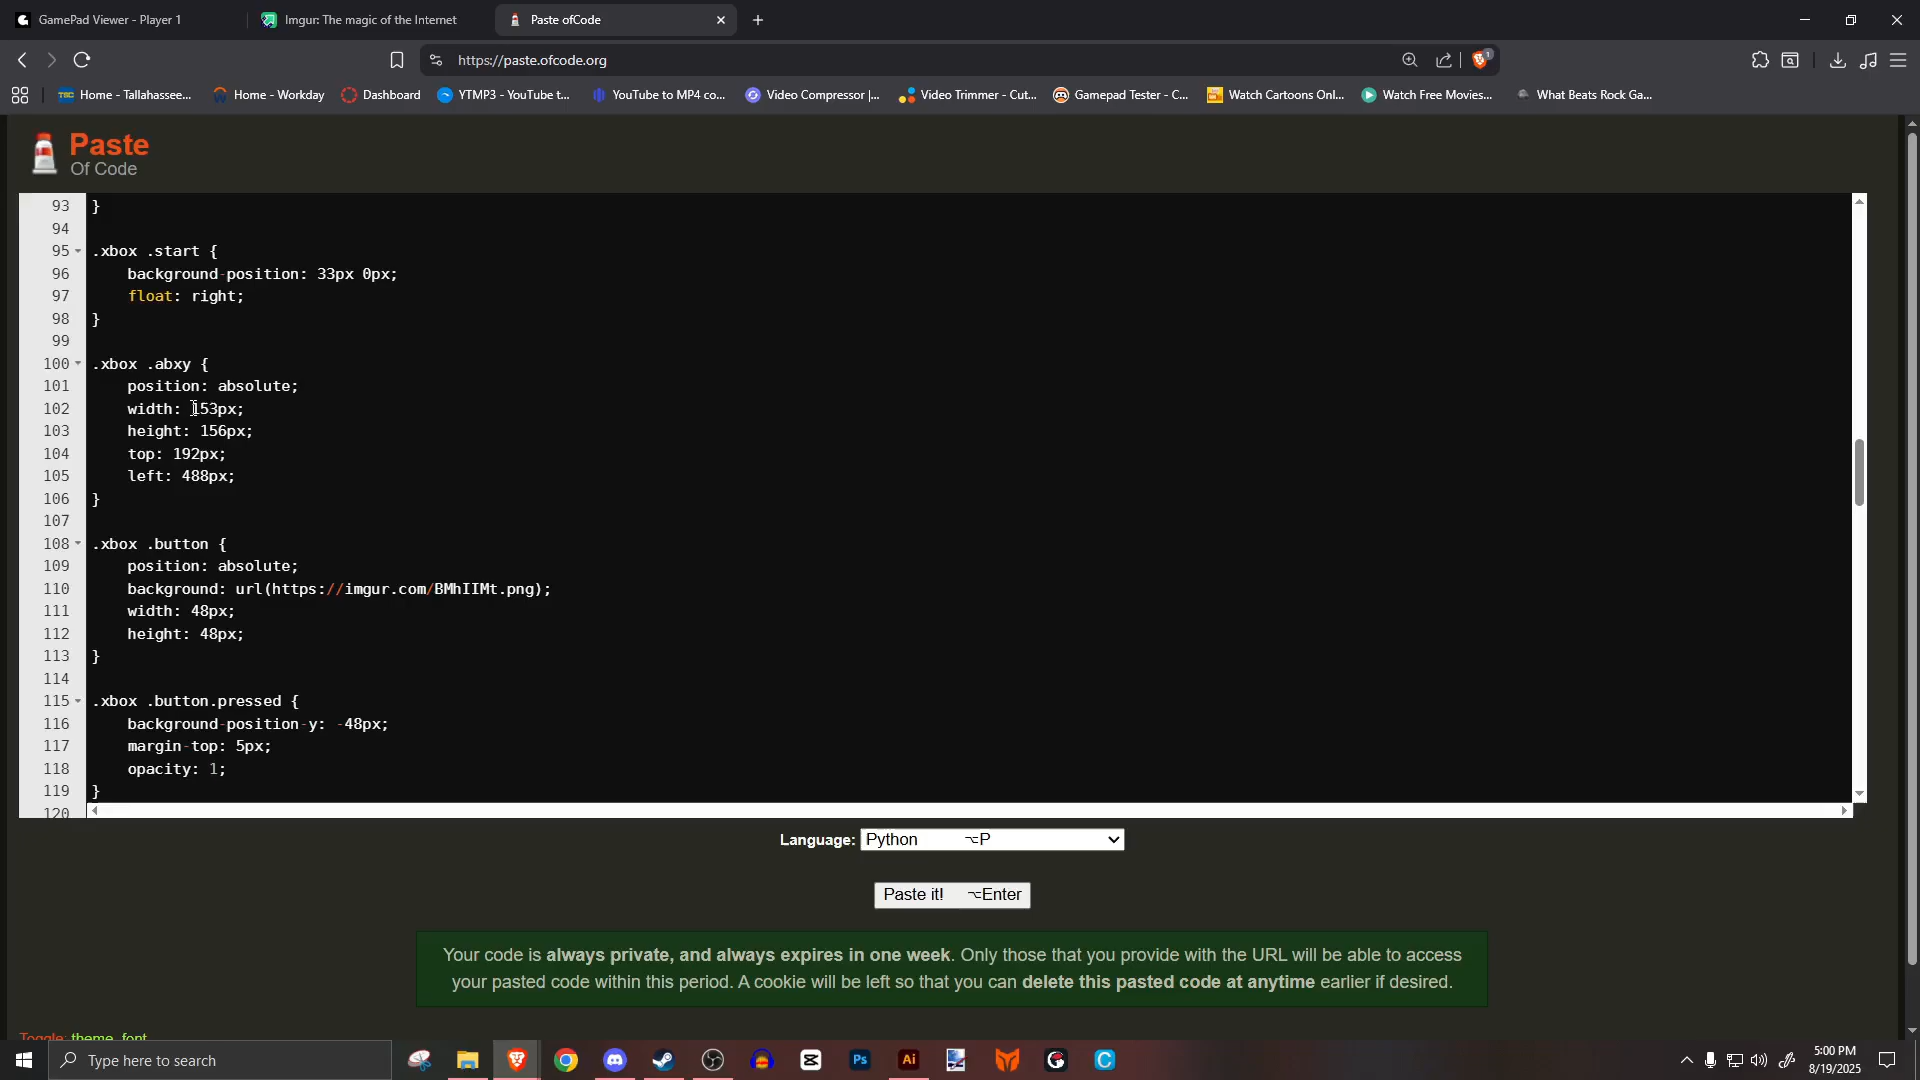 GamePad Viewer - Player 1
Imgur: The magic of the Internet
Paste ofCode
https://paste.ofcode.org
1
Home - Tallahassee...
Home - Workday
Dashboard
YTMP3 - YouTube t...
YouTube to MP4 co...
Video Compressor |...
Video Trimmer - Cut...
Gamepad Tester - C...
Watch Cartoons Onl...
Watch Free Movies...
What Beats Rock Ga...
Paste
Of Code
93 }
94
95 .xbox .start {
96 background-position: 33px 0px;
97 float: right;
98 }
99
100 .xbox .abxy {
101 position: absolute;
102 width: 153px;
103 height: 156px;
104 top: 192px;
105 left: 488px;
106 }
107
108 .xbox .button {
109 position: absolute;
110 background: url(https://imgur.com/BMhIIMt.png);
111 width: 48px;
112 height: 48px;
113 }
114
115 .xbox .button.pressed {
116 background-position-y: -48px;
117 margin-top: 5px;
118 opacity: 1;
119 }
120
Language: Python ⌥P
Paste it! ⌥Enter
Your code is always private, and always expires in one week. Only those that you provide with the URL will be able to access
your pasted code within this period. A cookie will be left so that you can delete this pasted code at anytime earlier if desired.
Toggle: theme, font
Type here to search
Ps
Ai
5:00 PM
8/19/2025